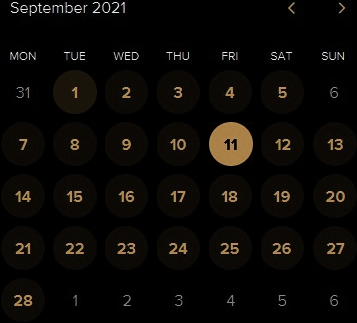 September 2021
MON TUE WED THU FRI SAT SUN
31 1 2 3 4 5 6
7 8 9 10 11 12 13
14 15 16 17 18 19 20
21 22 23 24 25 26 27
28 1 2 3 4 5 6